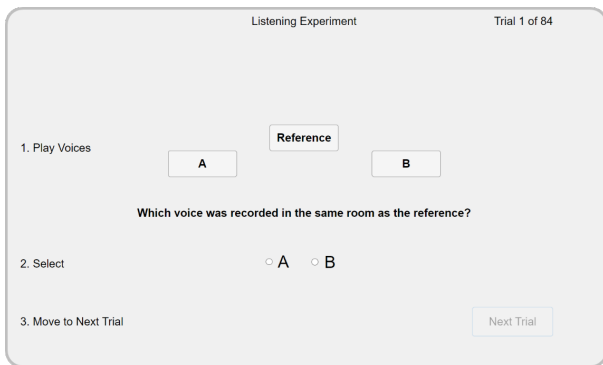 Listening Experiment
Trial 1 of 84
Reference
1. Play Voices
A
B
Which voice was recorded in the same room as the reference?
2. Select
A B
3. Move to Next Trial
Next Trial